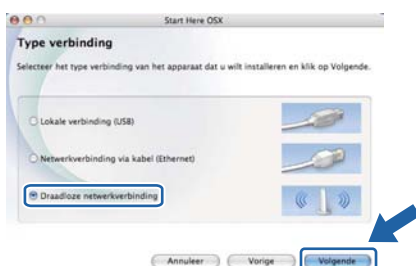 Start Here OSX
Type verbinding
Selecteer het type verbinding van het apparaat dat u wilt installeren en klik op Volgende.
Lokale verbinding (USB)
Netwerkverbinding via kabel (Ethernet)
Draadloze netwerkverbinding
Annuleer Vorige Volgende